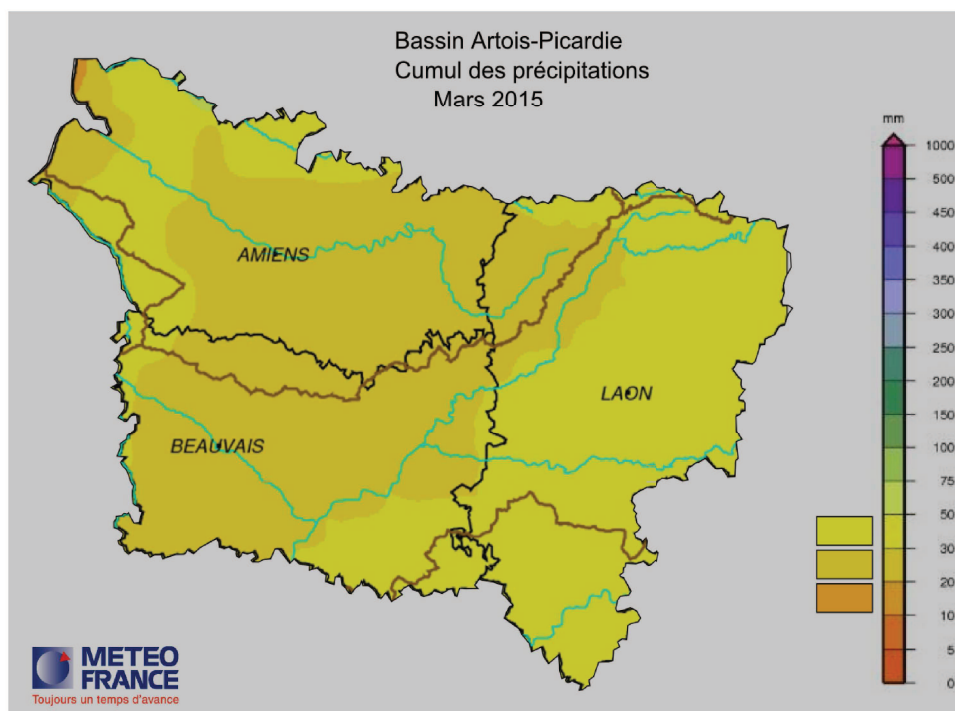 Bassin Artois-Picardie
Cumul des précipitations
Mars 2015
mm
1000
500
450
400
350
300
250
200
150
100
75
50
30
20
10
5
0
AMIENS
LAON
BEAUVAIS
METEO
FRANCE
Toujours un temps d'avance